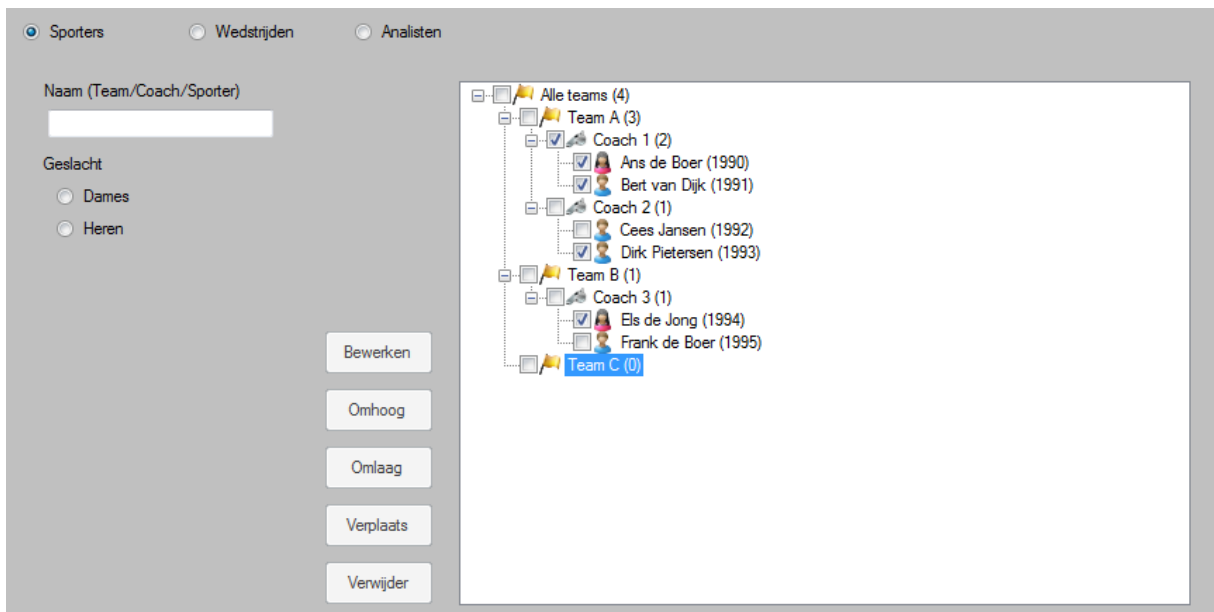 Sporters Wedstrijden Analisten
Naam (Team/Coach/Sporter)
Geslacht
Dames
Heren
Bewerken
Omhoog
Omlaag
Verplaats
Verwijder
Alle teams (4)
Team A (3)
Coach 1 (2)
Ans de Boer (1990)
Bert van Dijk (1991)
Coach 2 (1)
Cees Jansen (1992)
Dirk Pietersen (1993)
Team B (1)
Coach 3 (1)
Els de Jong (1994)
Frank de Boer (1995)
Team C (0)